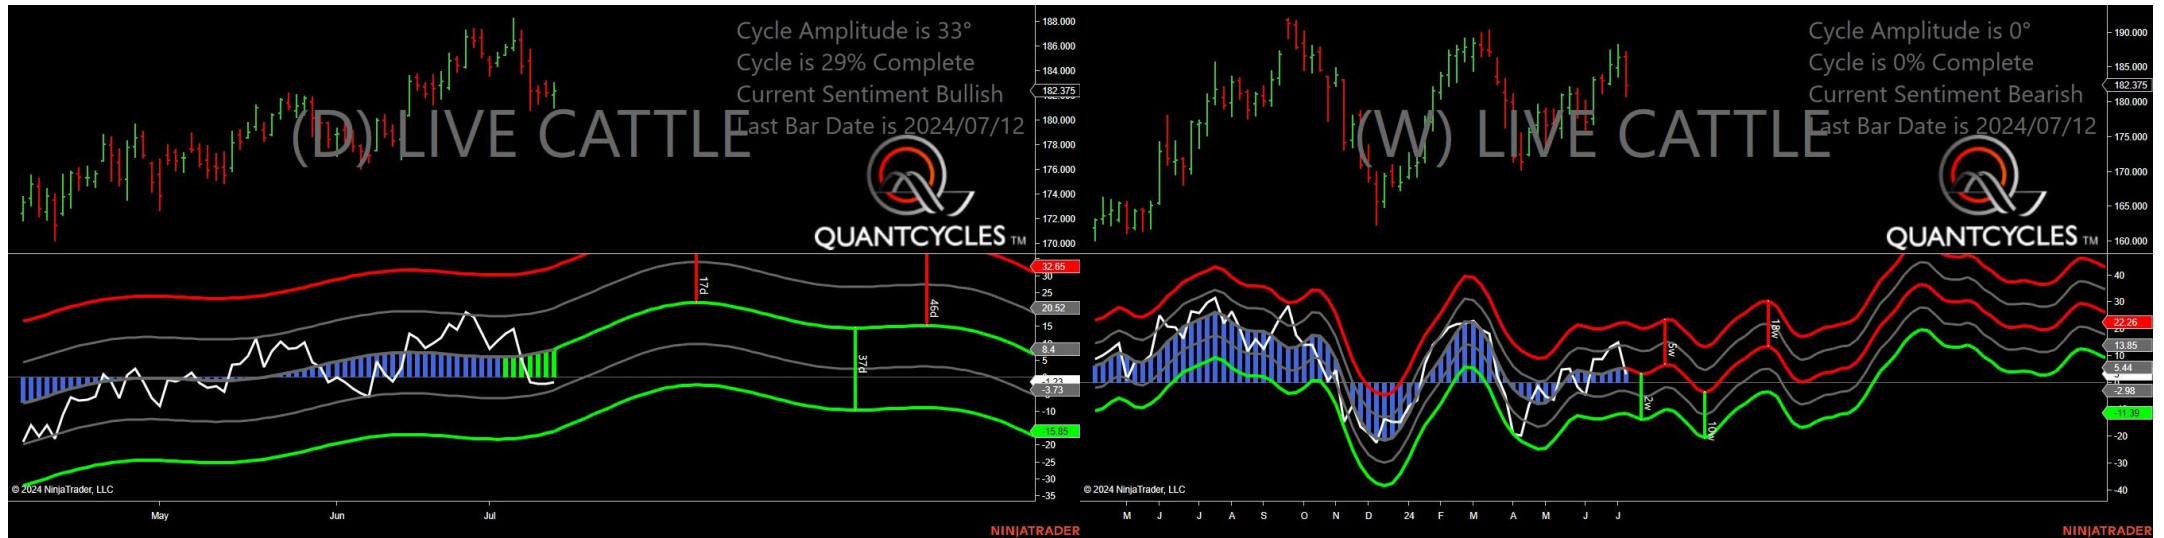 Cycle Amplitude is 33°
Cycle is 29% Complete
Current Sentiment Bullish
Last Bar Date is 2024/07/12
(D) LIVE CATTLE
QUANTCYCLES TM
188.000
186.000
184.000
182.375
180.000
178.000
176.000
174.000
172.000
170.000
32.65
30
25
20.52
15
8.4
5
-1.23
-3.73
-10
-15.85
-20
-25
-30
-35
17d
46d
37d
© 2024 NinjaTrader, LLC
May Jun Jul
NINJATRADER
Cycle Amplitude is 0°
Cycle is 0% Complete
Current Sentiment Bearish
Last Bar Date is 2024/07/12
(W) LIVE CATTLE
QUANTCYCLES TM
190.000
185.000
182.375
180.000
175.000
170.000
165.000
160.000
40
30
22.26
13.85
10
5.44
-2.98
-11.39
-20
-30
-40
5w
18w
2w
10w
© 2024 NinjaTrader, LLC
M J J A S O N D 24 F M A M J J
NINJATRADER